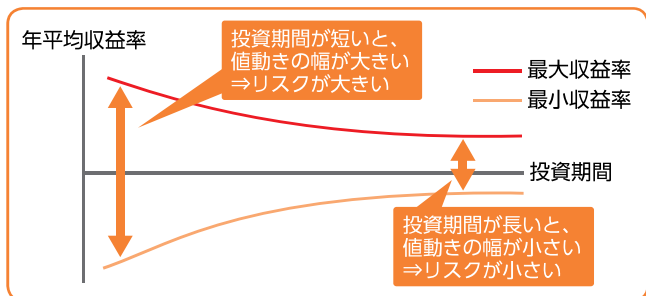 年平均収益率
投資期間が短いと、
値動きの幅が大きい
⇒リスクが大きい
最大収益率
最小収益率
投資期間
投資期間が長いと、
値動きの幅が小さい
⇒リスクが小さい